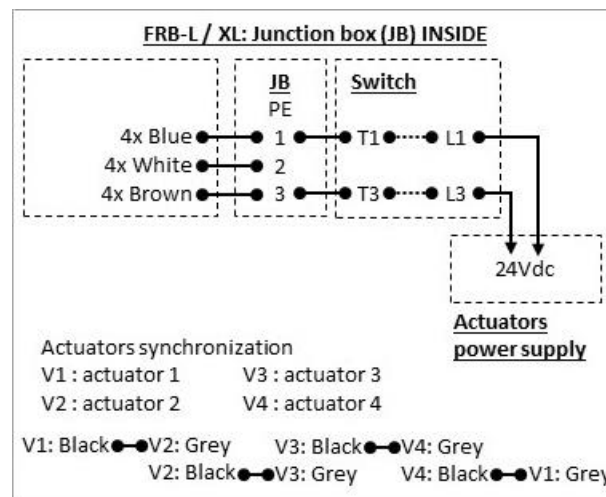 FRB-L / XL: Junction box (JB) INSIDE
JB Switch
PE
4x Blue 1 T1 L1
4x White 2
4x Brown 3 T3 L3
24Vdc
Actuators
power supply
Actuators synchronization
V1 : actuator 1 V3 : actuator 3
V2 : actuator 2 V4 : actuator 4
V1: Black V2: Grey V3: Black V4: Grey
V2: Black V3: Grey V4: Black V1: Grey